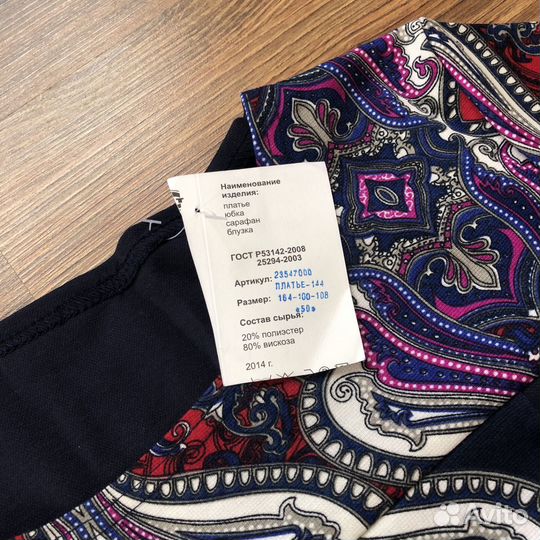 Наименование
изделия:
платье
юбка
сарафан
блузка
ГОСТ Р53142-2008
25294-2003
Артикул: 23547000
ПЛАТЬЕ-144
Размер: 164-100-108
«50»
Состав сырья:
20% полиэстер
80% вискоза
2014 г.
Avito